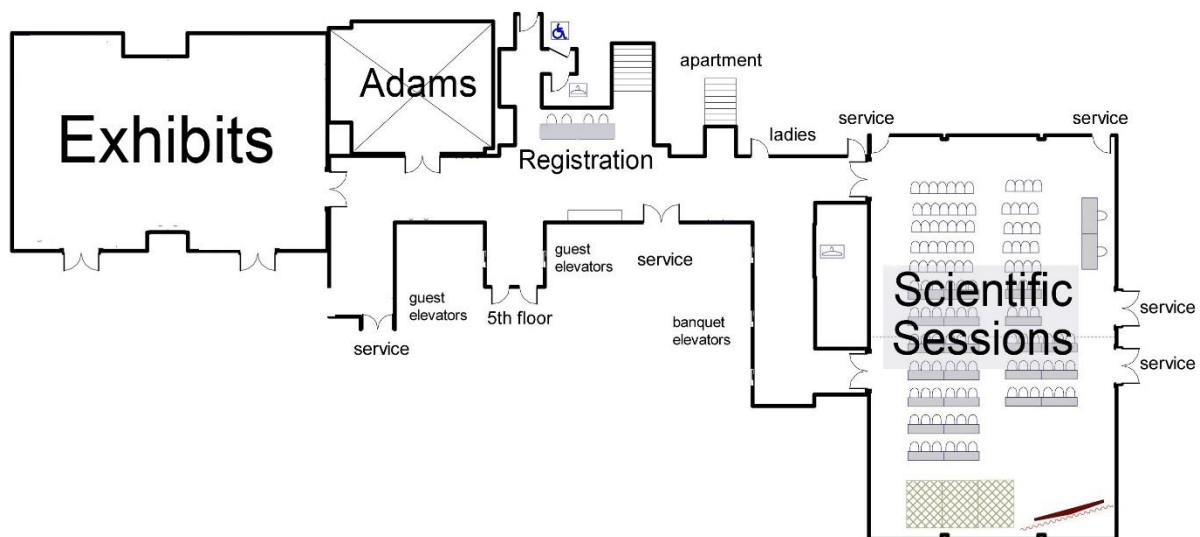 apartment
Adams
Exhibits
service
service
ladies
Registration
guest
elevators
service
guest
elevators
Scientific
Sessions
service
5th floor
banquet
elevators
service
service